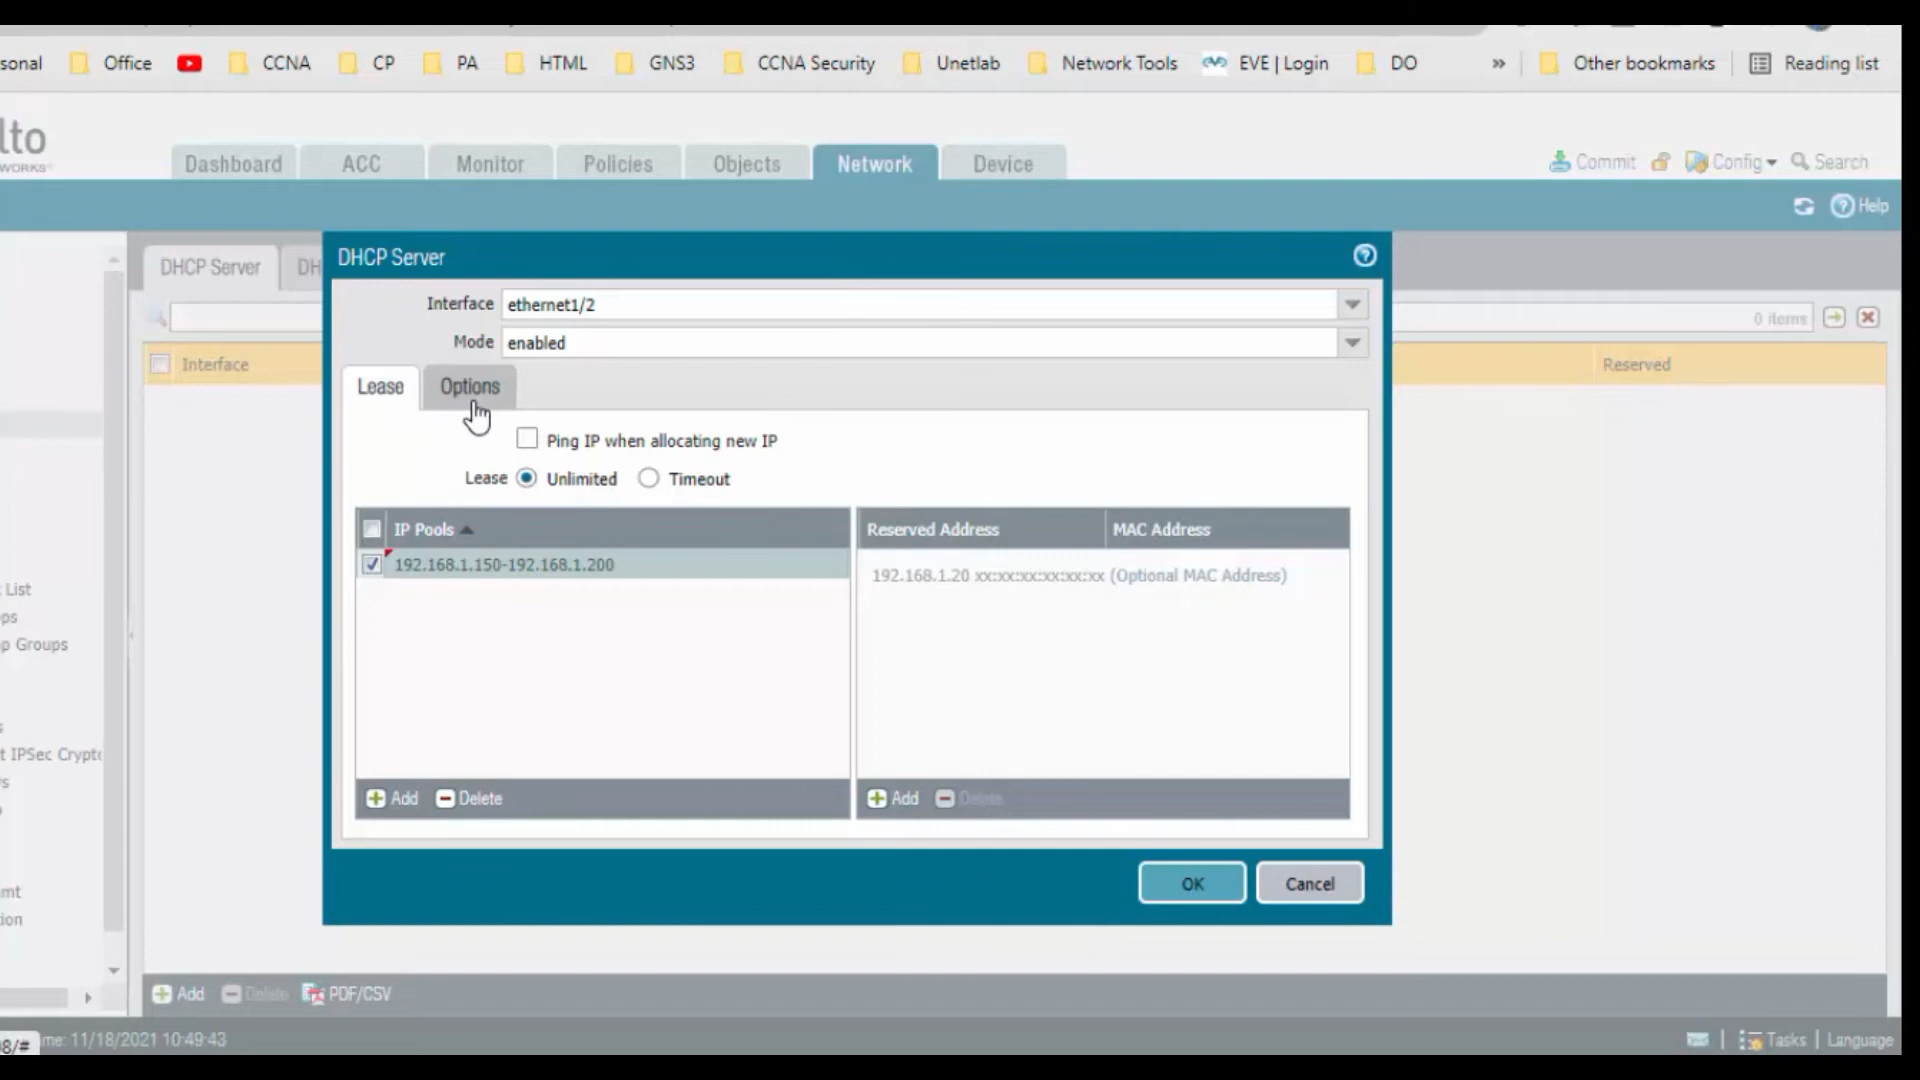 sonal Office CCNA CP PA HTML GNS3 CCNA Security Unetlab Network Tools EVE | Login DO » Other bookmarks Reading list
lto
WORKS
Dashboard ACC Monitor Policies Objects Network Device Commit Config Search
Help
DHCP Server DH
DHCP Server
Interface ethernet1/2
0 items
Mode enabled
Interface
Reserved
Lease Options
Ping IP when allocating new IP
Lease Unlimited Timeout
IP Pools Reserved Address MAC Address
192.168.1.150-192.168.1.200
192.168.1.20 xx:xx:xx:xx:xx:xx (Optional MAC Address)
List
ps
p Groups
s
t IPSec Crypto
s
Add Delete Add Delete
OK Cancel
mt
ion
Add Delete PDF/CSV
08/# me: 11/18/2021 10:49:43 Tasks | Language